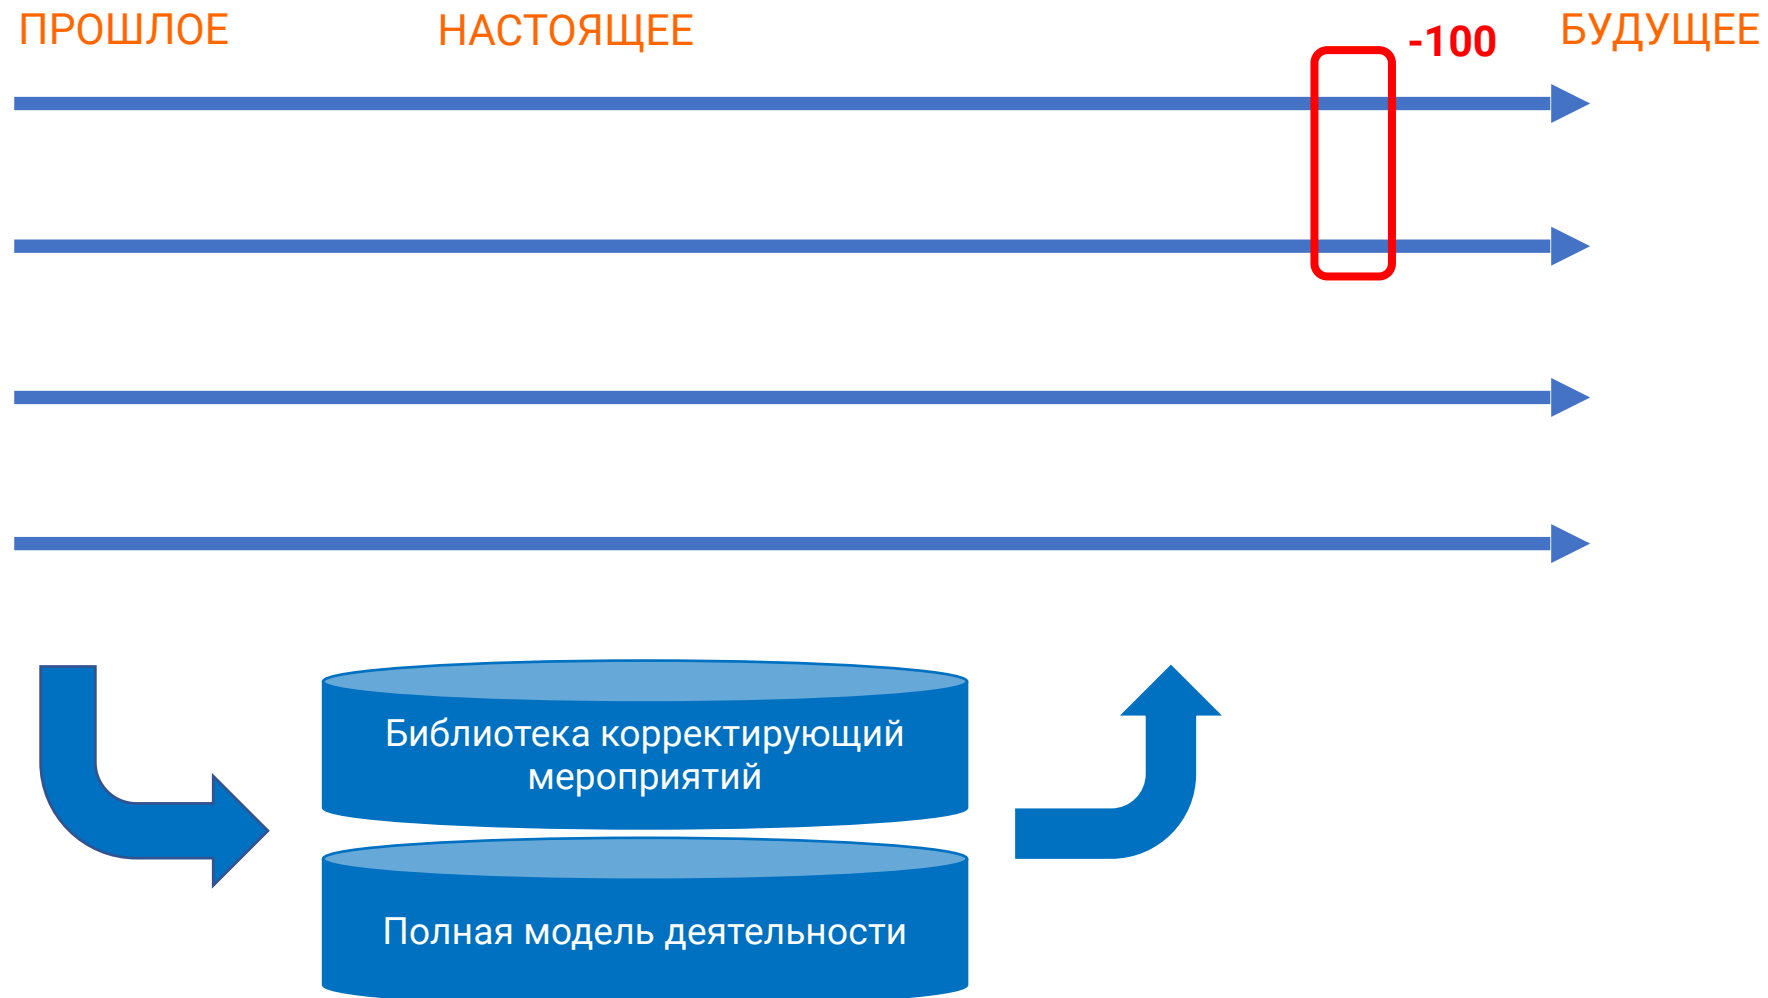 ПРОШЛОЕ
НАСТОЯЩЕЕ
-100
БУДУЩЕЕ
Библиотека корректирующий
мероприятий
Полная модель деятельности